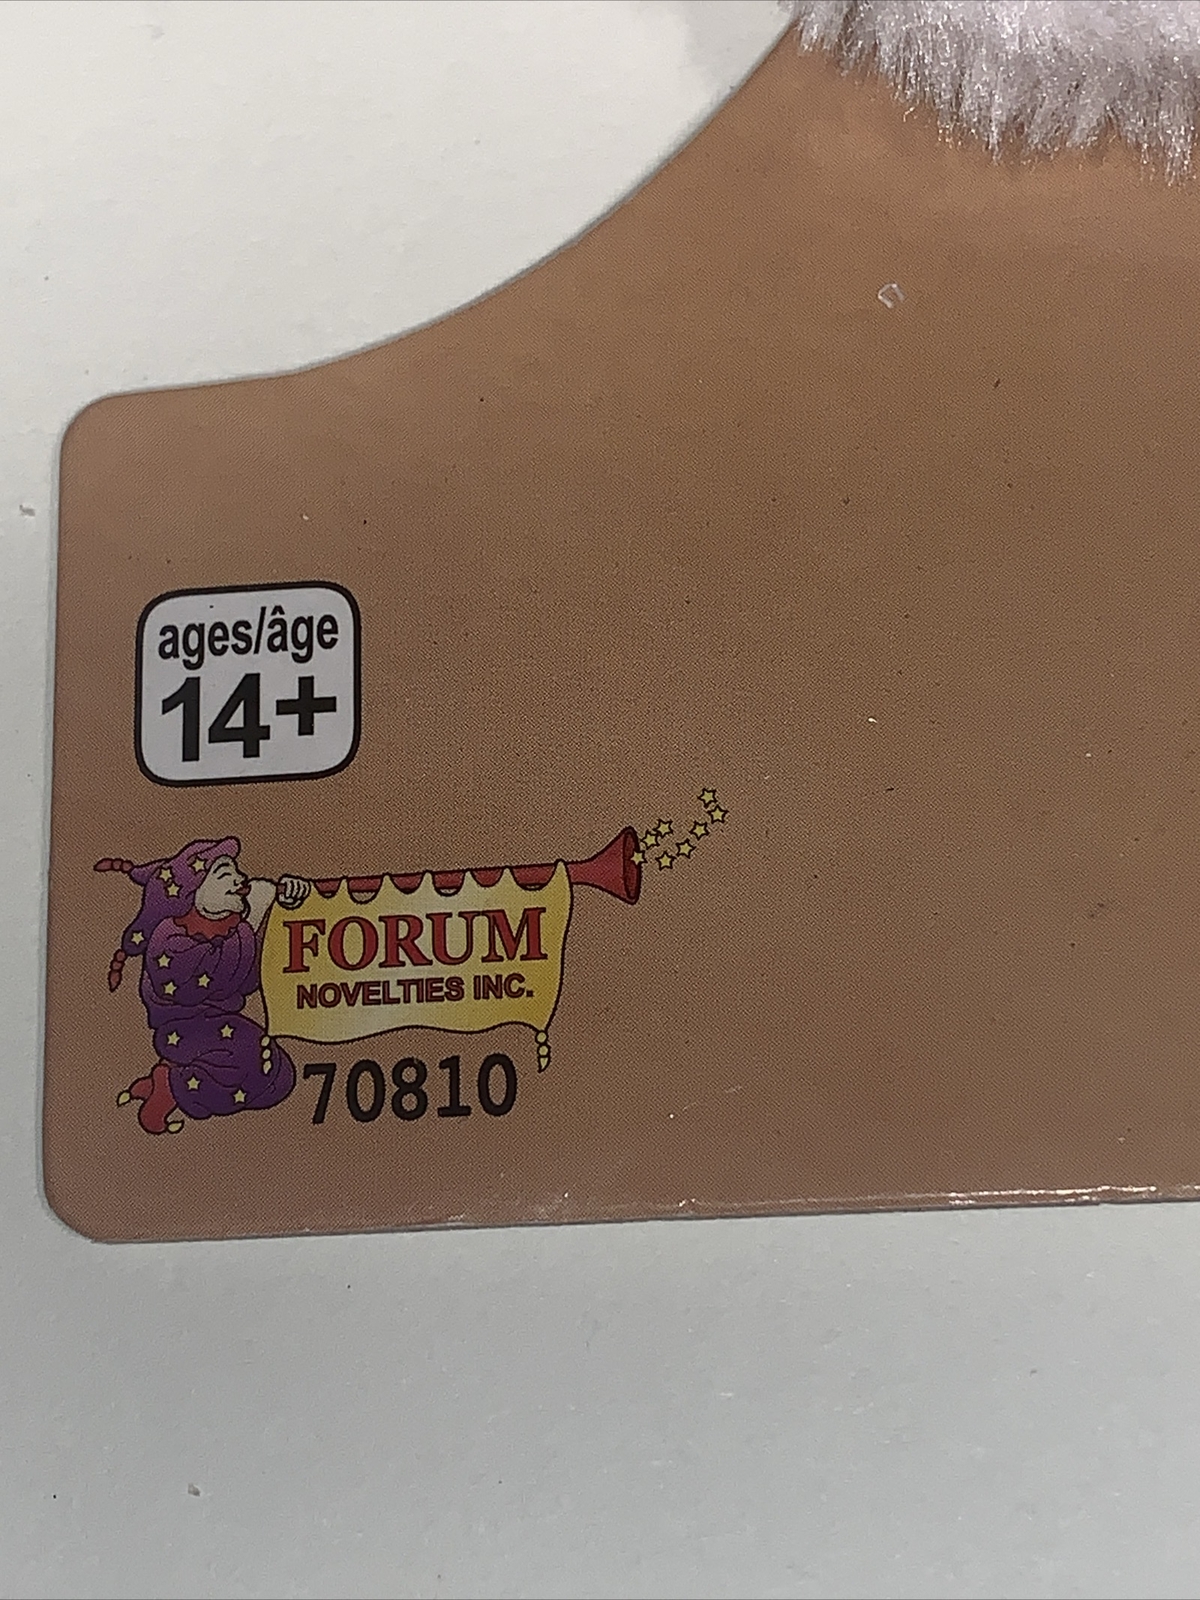 ages/âge
14+
FORUM
NOVELTIES INC.
70810